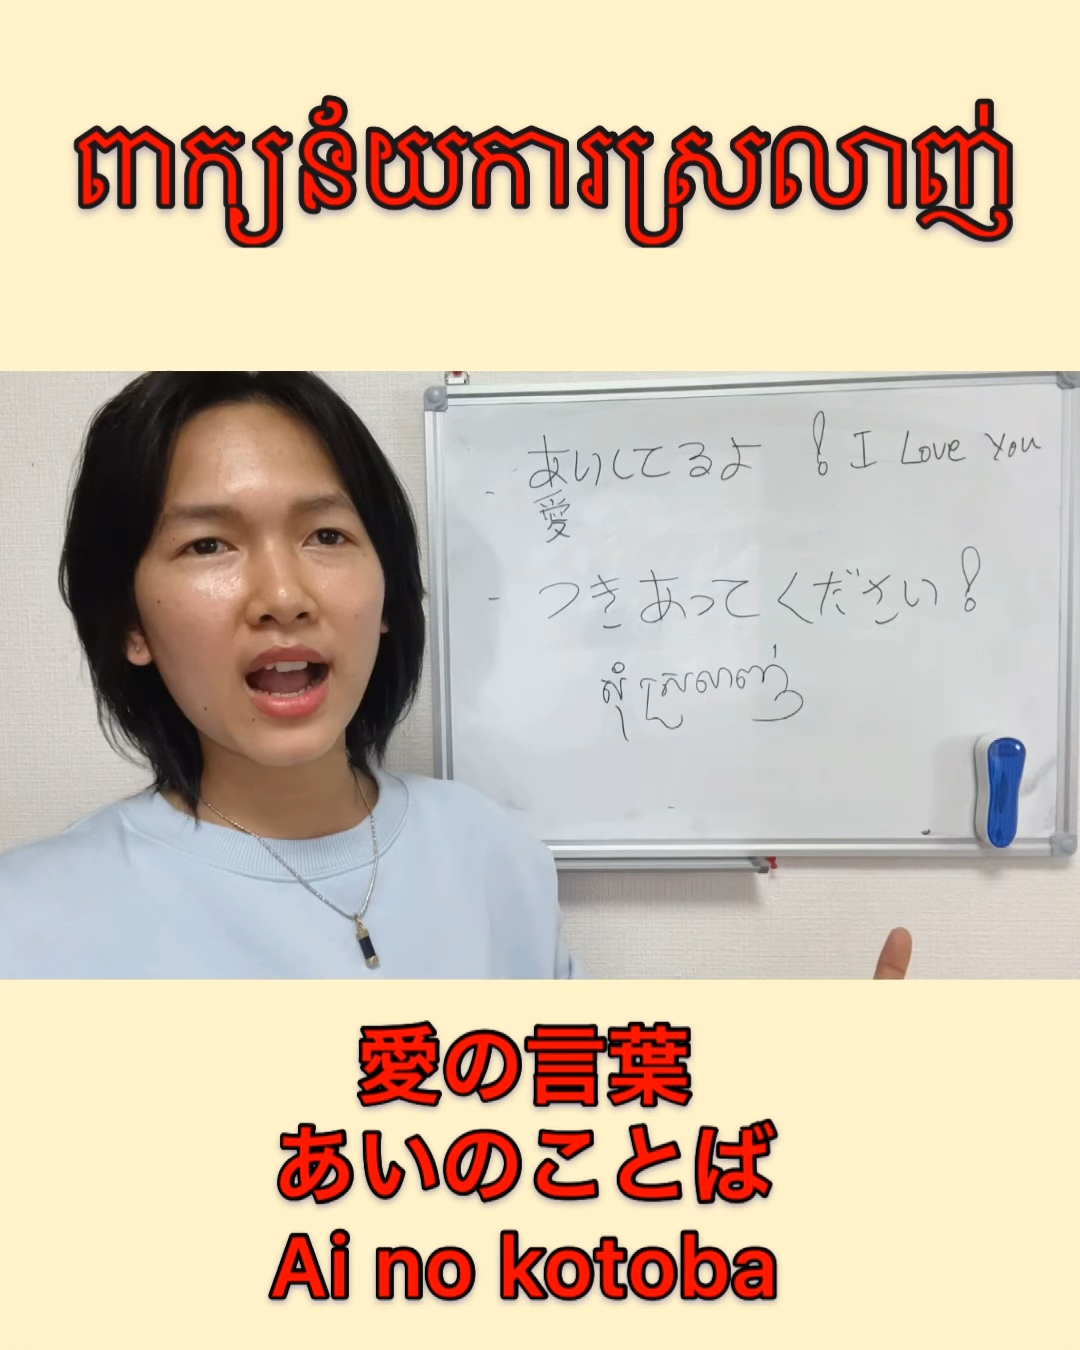 ពាក្យន័យការស្រលាញ់
- あいしてるよ ! I Love You
愛
- つきあってください!
សុំស្រលាញ់
愛の言葉
あいのことば
Ai no kotoba